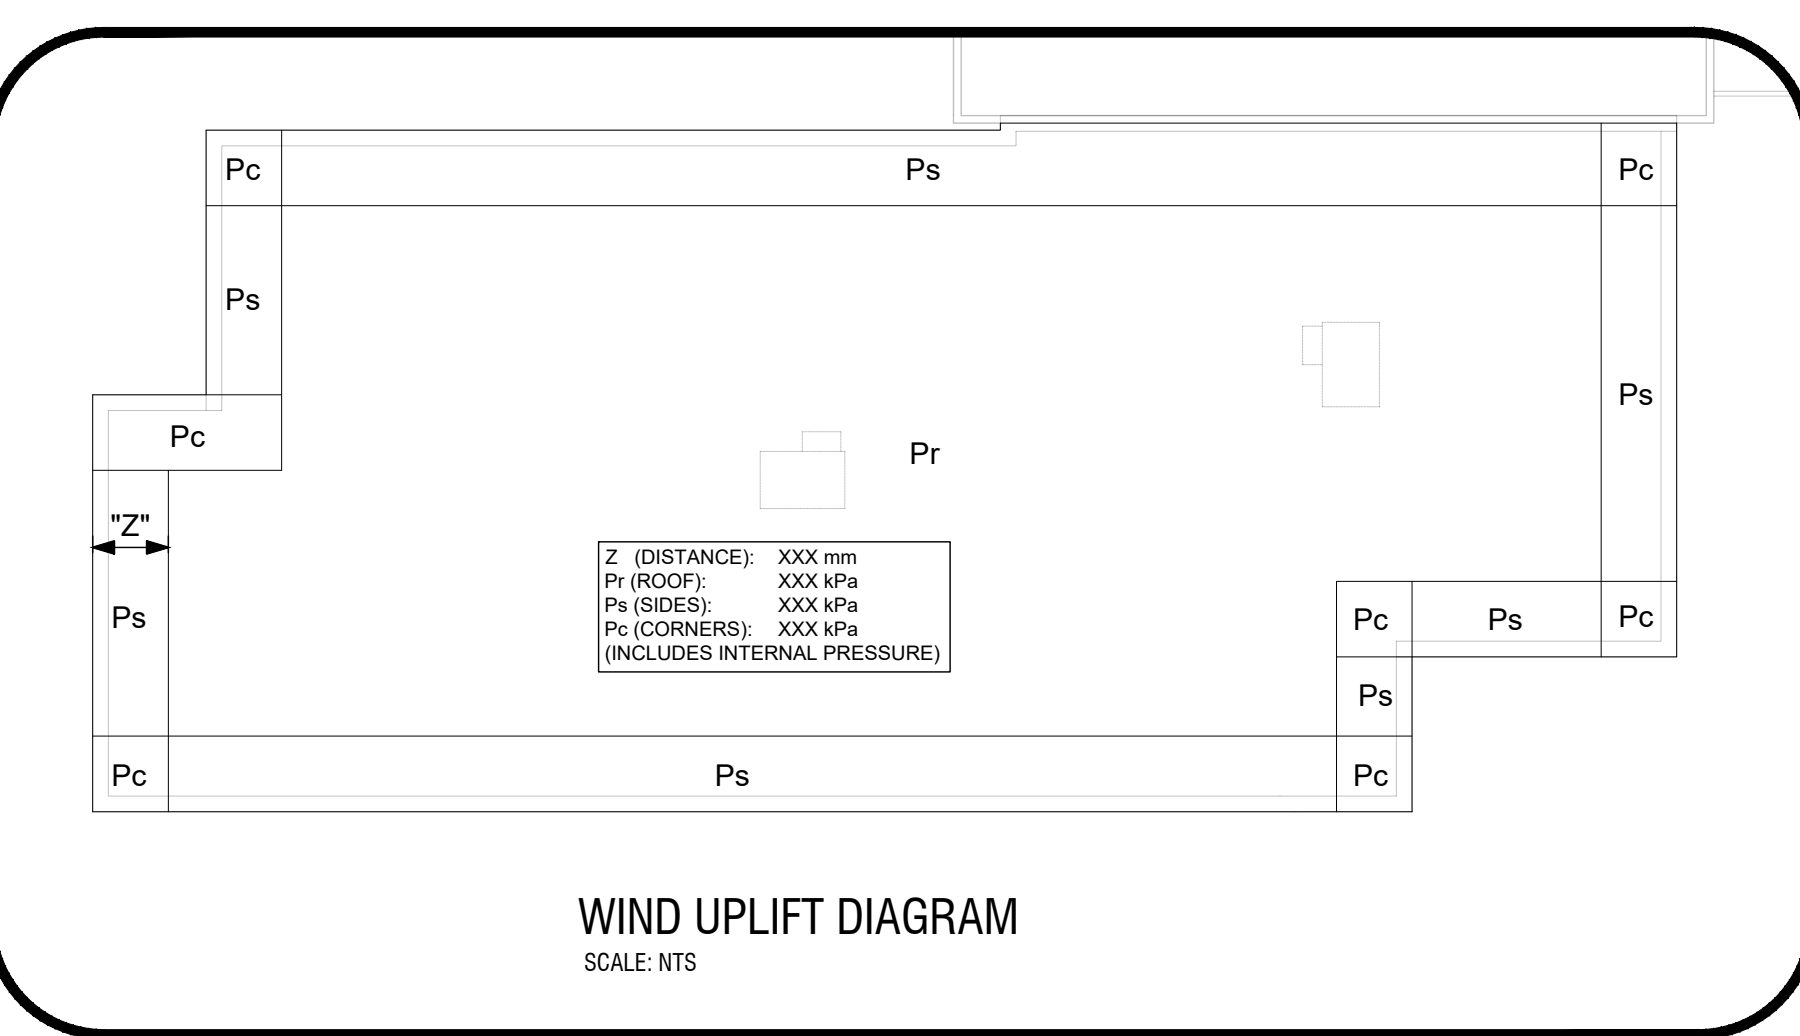 Pc Ps Pc
Ps
Ps
Pc
Pr
"Z"
Z (DISTANCE): XXX mm
Pr (ROOF): XXX kPa
Ps (SIDES): XXX kPa
Pc (CORNERS): XXX kPa
(INCLUDES INTERNAL PRESSURE)
Ps
Pc Ps Pc
Ps
Pc Ps Pc
WIND UPLIFT DIAGRAM
SCALE: NTS